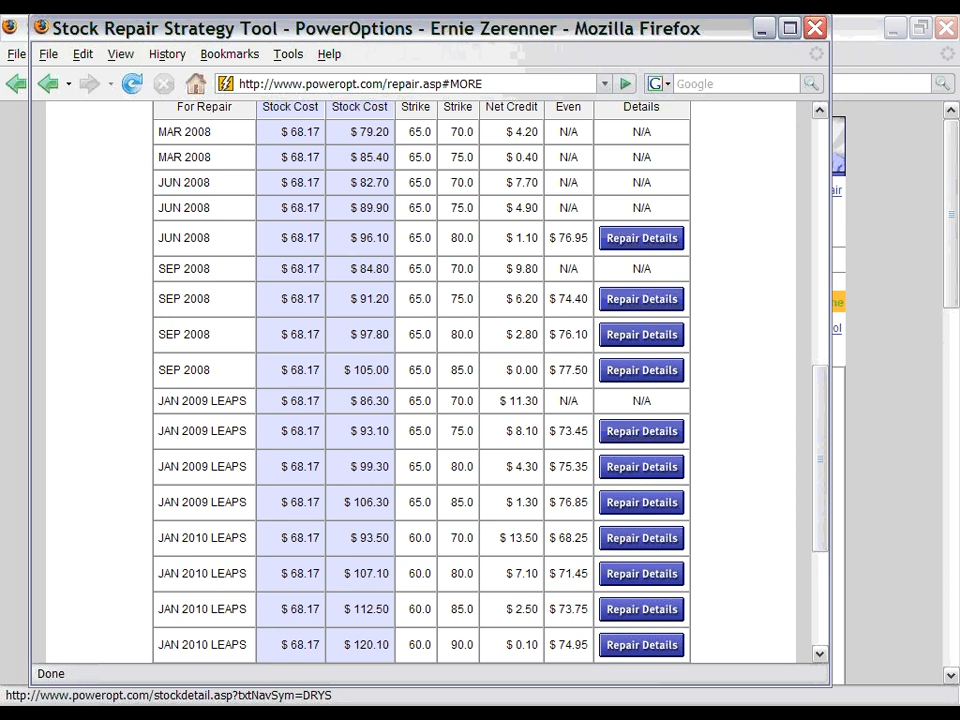 Stock Repair Strategy Tool - PowerOptions - Ernie Zerenner - Mozilla Firefox
File File Edit View History Bookmarks Tools Help
http://www.poweropt.com/repair.asp#MORE Google
For Repair Stock Cost Stock Cost Strike Strike Net Credit Even Details
MAR 2008 $ 68.17 $ 79.20 65.0 70.0 $ 4.20 N/A N/A
MAR 2008 $ 68.17 $ 85.40 65.0 75.0 $ 0.40 N/A N/A
JUN 2008 $ 68.17 $ 82.70 65.0 70.0 $ 7.70 N/A N/A
JUN 2008 $ 68.17 $ 89.90 65.0 75.0 $ 4.90 N/A N/A
JUN 2008 $ 68.17 $ 96.10 65.0 80.0 $ 1.10 $ 76.95 Repair Details
SEP 2008 $ 68.17 $ 84.80 65.0 70.0 $ 9.80 N/A N/A
SEP 2008 $ 68.17 $ 91.20 65.0 75.0 $ 6.20 $ 74.40 Repair Details
SEP 2008 $ 68.17 $ 97.80 65.0 80.0 $ 2.80 $ 76.10 Repair Details
SEP 2008 $ 68.17 $ 105.00 65.0 85.0 $ 0.00 $ 77.50 Repair Details
JAN 2009 LEAPS $ 68.17 $ 86.30 65.0 70.0 $ 11.30 N/A N/A
JAN 2009 LEAPS $ 68.17 $ 93.10 65.0 75.0 $ 8.10 $ 73.45 Repair Details
JAN 2009 LEAPS $ 68.17 $ 99.30 65.0 80.0 $ 4.30 $ 75.35 Repair Details
JAN 2009 LEAPS $ 68.17 $ 106.30 65.0 85.0 $ 1.30 $ 76.85 Repair Details
JAN 2010 LEAPS $ 68.17 $ 93.50 60.0 70.0 $ 13.50 $ 68.25 Repair Details
JAN 2010 LEAPS $ 68.17 $ 107.10 60.0 80.0 $ 7.10 $ 71.45 Repair Details
JAN 2010 LEAPS $ 68.17 $ 112.50 60.0 85.0 $ 2.50 $ 73.75 Repair Details
JAN 2010 LEAPS $ 68.17 $ 120.10 60.0 90.0 $ 0.10 $ 74.95 Repair Details
Done
http://www.poweropt.com/stockdetail.asp?txtNavSym=DRYS